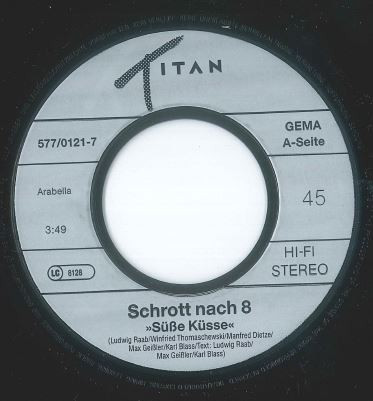 TITAN
577/0121-7
GEMA
A-Seite
Arabella
45
3:49
LC 8128
HI-FI
STEREO
Schrott nach 8
»Süße Küsse«
(Ludwig Raab/Winfried Thomaschewski/Manfred Dietze/
Max Geißler/Karl Blass/Text: Ludwig Raab/
Max Geißler/Karl Blass)